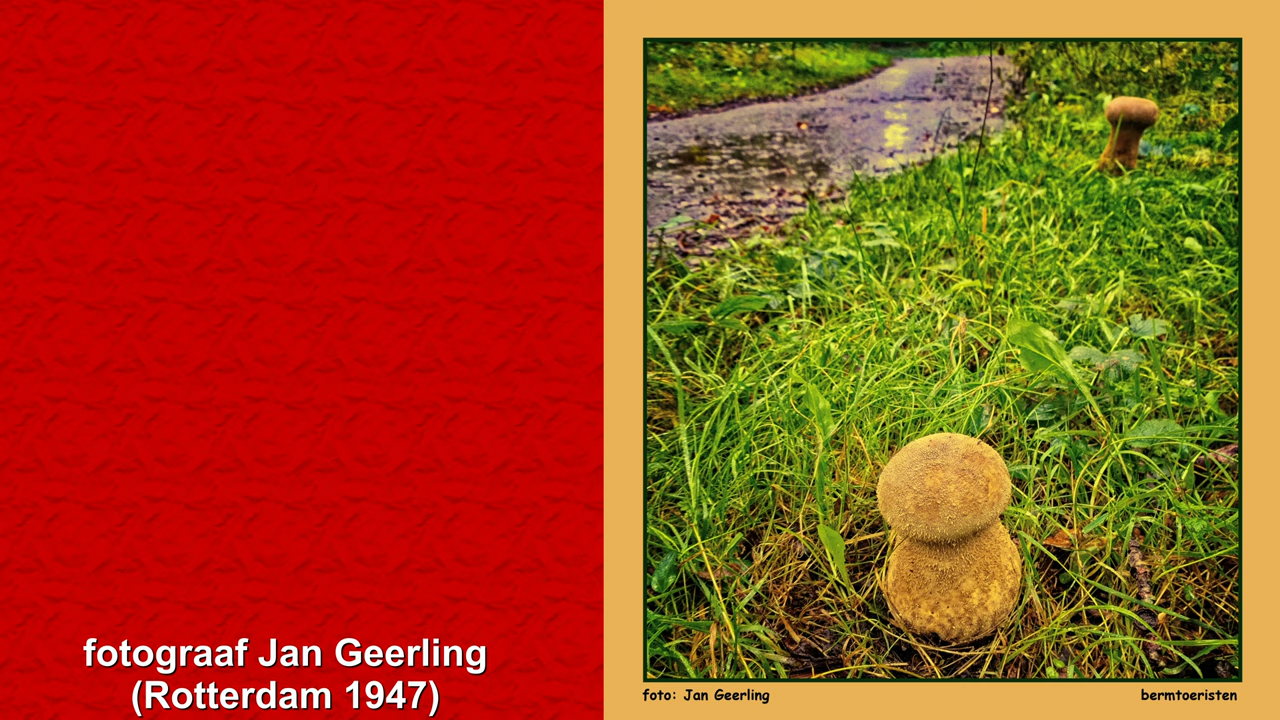 fotograaf Jan Geerling
(Rotterdam 1947)
foto: Jan Geerling
bermtoeristen